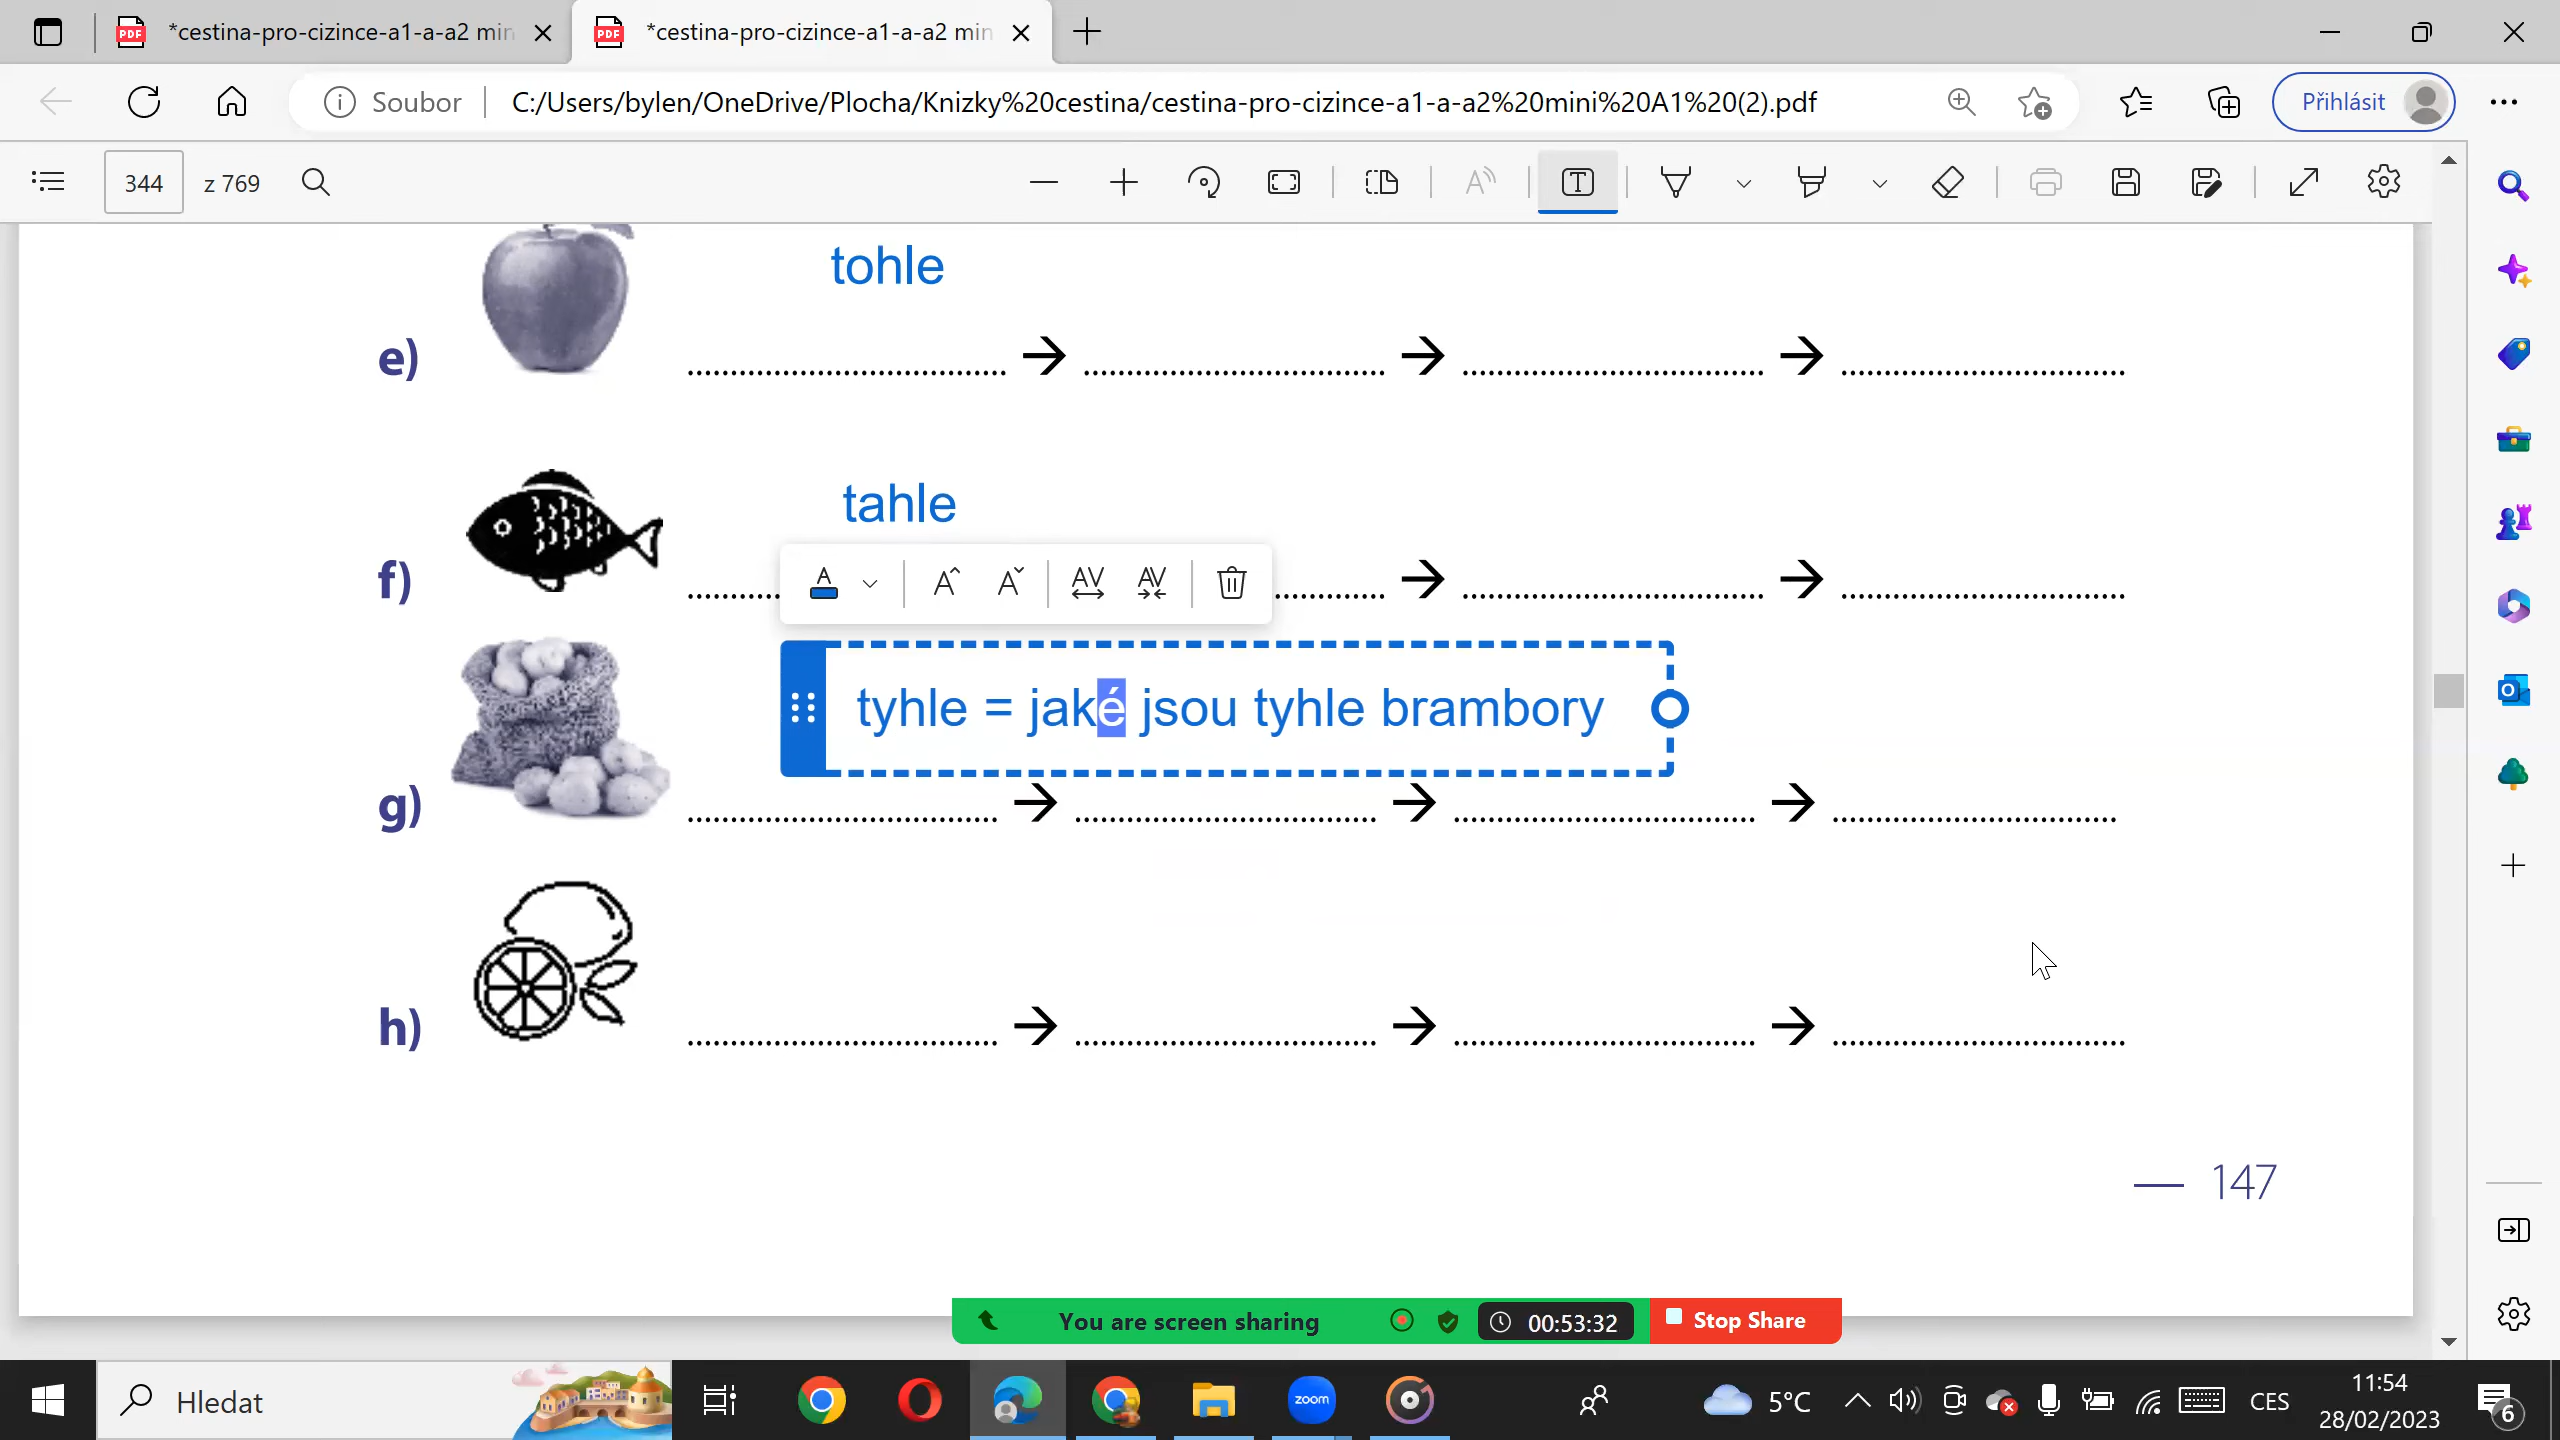 *cestina-pro-cizince-a1-a-a2 min
*cestina-pro-cizince-a1-a-a2 min
Soubor
C:/Users/bylen/OneDrive/Plocha/Knizky%20cestina/cestina-pro-cizince-a1-a-a2%20mini%20A1%20(2).pdf
Přihlásit
344
z 769
tohle
e)
tahle
f)
tyhle = jaké jsou tyhle brambory
g)
h)
147
You are screen sharing
00:53:32
Stop Share
Hledat
zoom
5°C
CES
11:54
28/02/2023
6